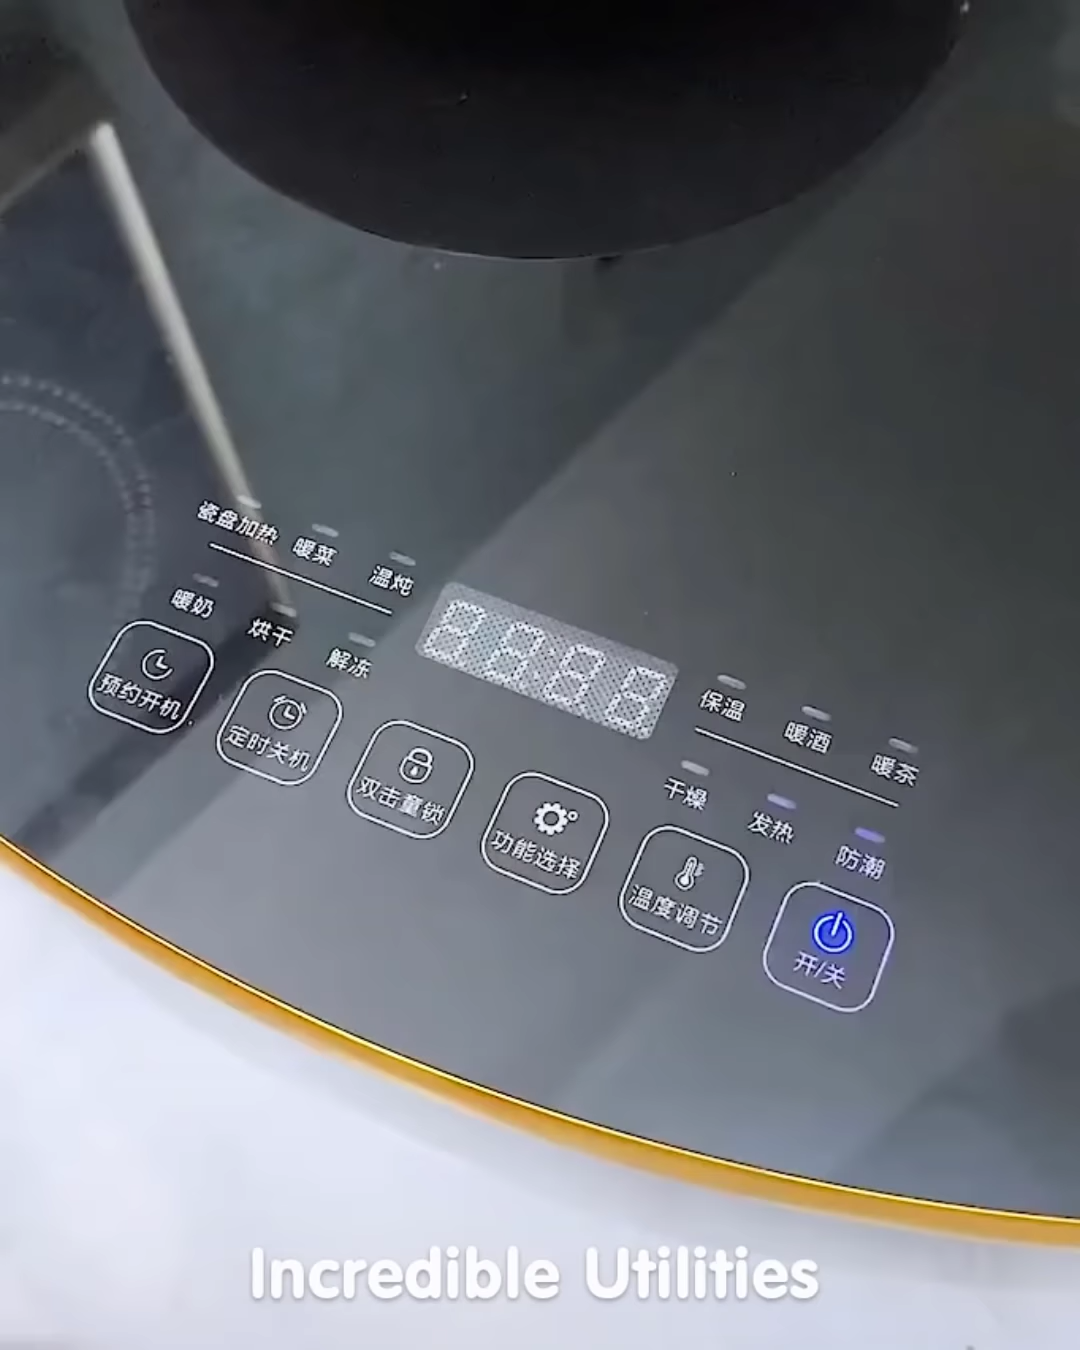 瓷盘加热 暖菜 温炖
暖奶 烘干 解冻
88:88
保温 暖酒 暖茶
干燥 发热 防潮
预约开机
定时关机
双击童锁
功能选择
温度调节
开/关
Incredible Utilities